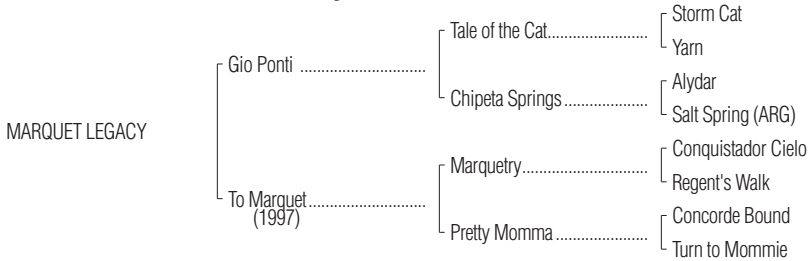 Storm Cat
Tale of the Cat........................
Yarn
Gio Ponti ..............................
Alydar
Chipeta Springs ....................
Salt Spring (ARG)
MARQUET LEGACY
Conquistador Cielo
Marquetry..............................
Regent's Walk
To Marquet............................
(1997)
Concorde Bound
Pretty Momma ......................
Turn to Mommie